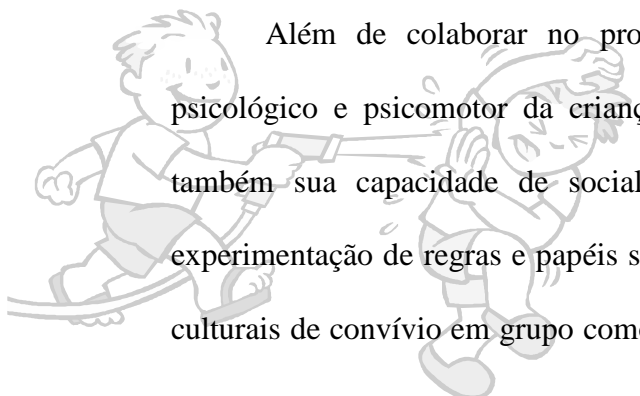 Além de colaborar no pro
psicológico e psicomotor da crianç
também sua capacidade de social
experimentação de regras e papéis s
culturais de convívio em grupo com